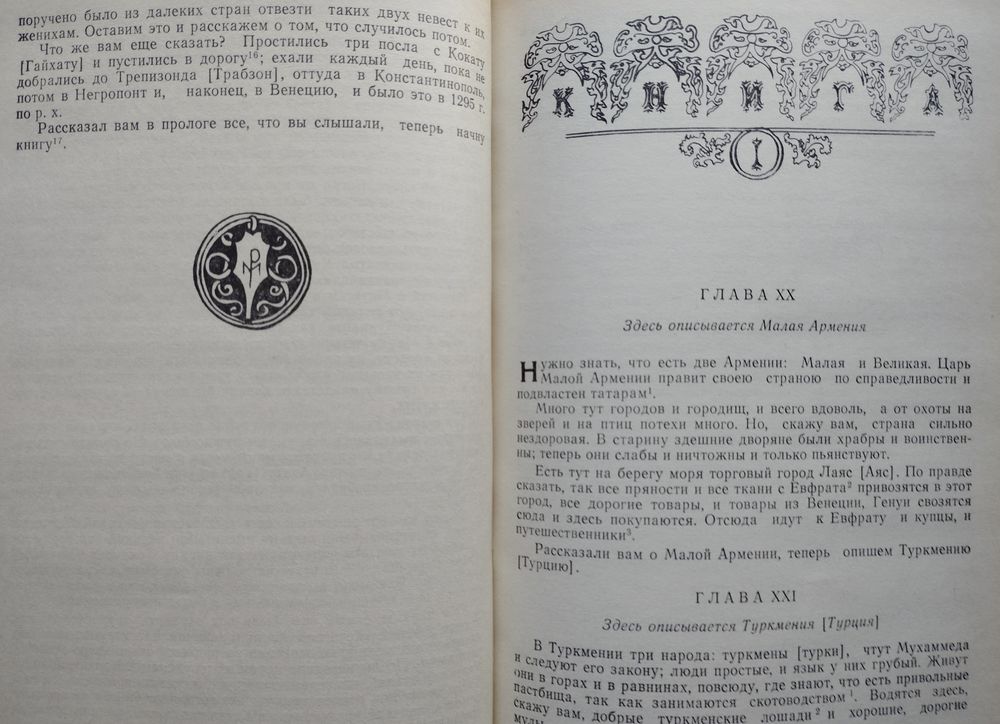 поручено было из далеких стран отвезти таких двух невест к их
женихам. Оставим это и расскажем о том, что случилось потом.
Что же вам еще сказать? Простились три посла с Кокату
[Гайхату] и пустились в дорогу¹⁶; ехали каждый день, пока не
добрались до Трепизонда [Трабзон], оттуда в Константинополь,
потом в Негропонт и, наконец, в Венецию, и было это в 1295 г.
по р. х.
Рассказал вам в прологе все, что вы слышали, теперь начну
книгу¹⁷.
КНИГА
I
ГЛАВА XX
Здесь описывается Малая Армения
Нужно знать, что есть две Армении: Малая и Великая. Царь
Малой Армении правит своею страною по справедливости и
подвластен татарам¹.
Много тут городов и городищ, и всего вдоволь, а от охоты на
зверей и на птиц потехи много. Но, скажу вам, страна сильно
нездоровая. В старину здешние дворяне были храбры и воинствен-
ны; теперь они слабы и ничтожны и только пьянствуют.
Есть тут на берегу моря торговый город Лаяс [Аяс]. По правде
сказать, так все пряности и все ткани с Евфрата² привозятся в этот
город, все дорогие товары, и товары из Венеции, Генуи свозятся
сюда и здесь покупаются. Отсюда идут к Евфрату и купцы, и
путешественники³.
Рассказали вам о Малой Армении, теперь опишем Туркмению
[Турцию].
ГЛАВА XXI
Здесь описывается Туркмения [Турция]
В Туркмении три народа: туркмены [турки], чтут Мухаммеда
и следуют его закону; люди простые, и язык у них грубый. Живут
они в горах и в равнинах, повсюду, где знают, что есть привольные
пастбища, так как занимаются скотоводством¹. Водятся здесь,
скажу вам, добрые туркменские лошади² и хорошие, дорогие
мулы